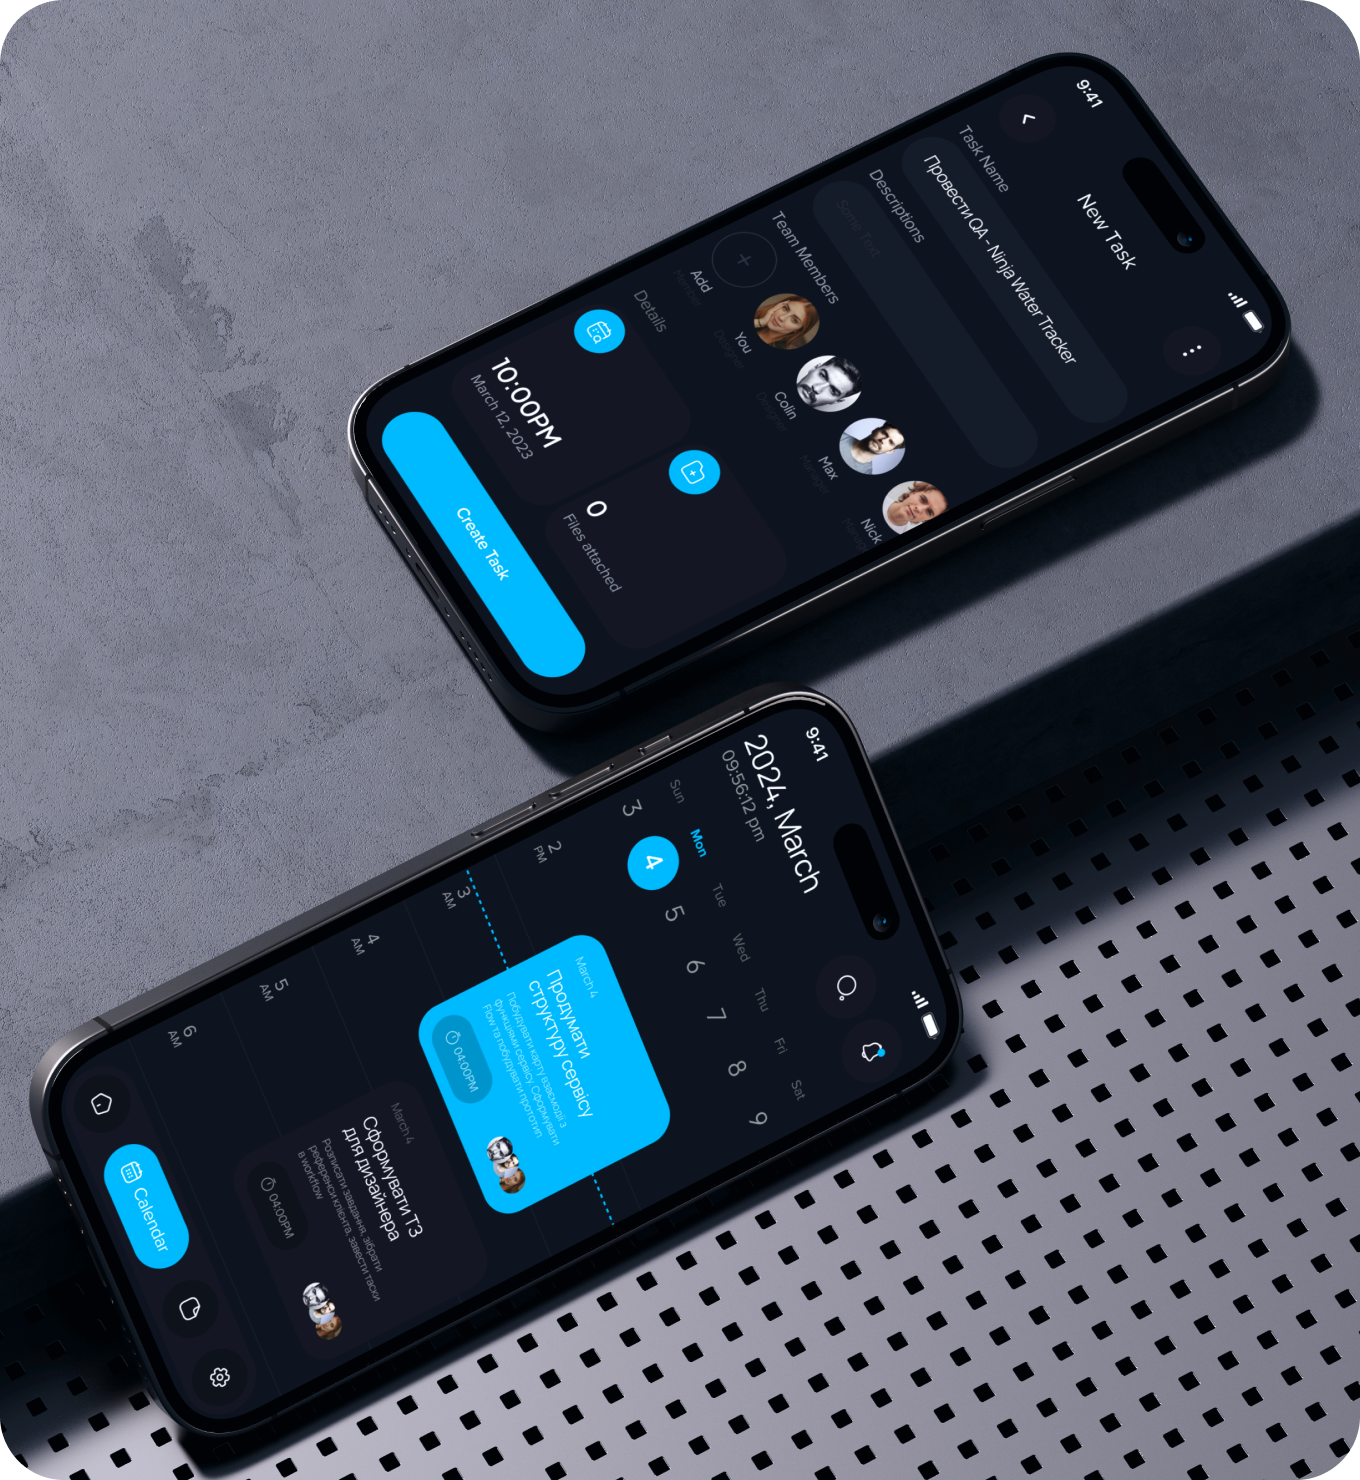 9:41
New Task
Task Name
Провести QA - Ninja Water Tracker
Descriptions
Some Text
Team Members
Add
Member
You
Designer
Colin
Designer
Max
Manager
Nick
Details
10:00PM
March 12, 2023
0
Files attached
Create Task
9:41
2024, March
09:56:12 pm
Sun
Mon
Tue
Wed
Thu
Fri
Sat
3
4
5
6
7
8
9
2
PM
3
AM
4
AM
5
AM
6
AM
March 4
Продумати
структуру сервісу
Побудувати карту взаємодії з
функціями сервісу. Сформувати
Flow та побудувати прототип
04:00PM
March 4
Сформувати ТЗ
для дизайнера
Розписати завдання, зібрати
референси клієнта, завести таски
в workflow
04:00PM
Calendar